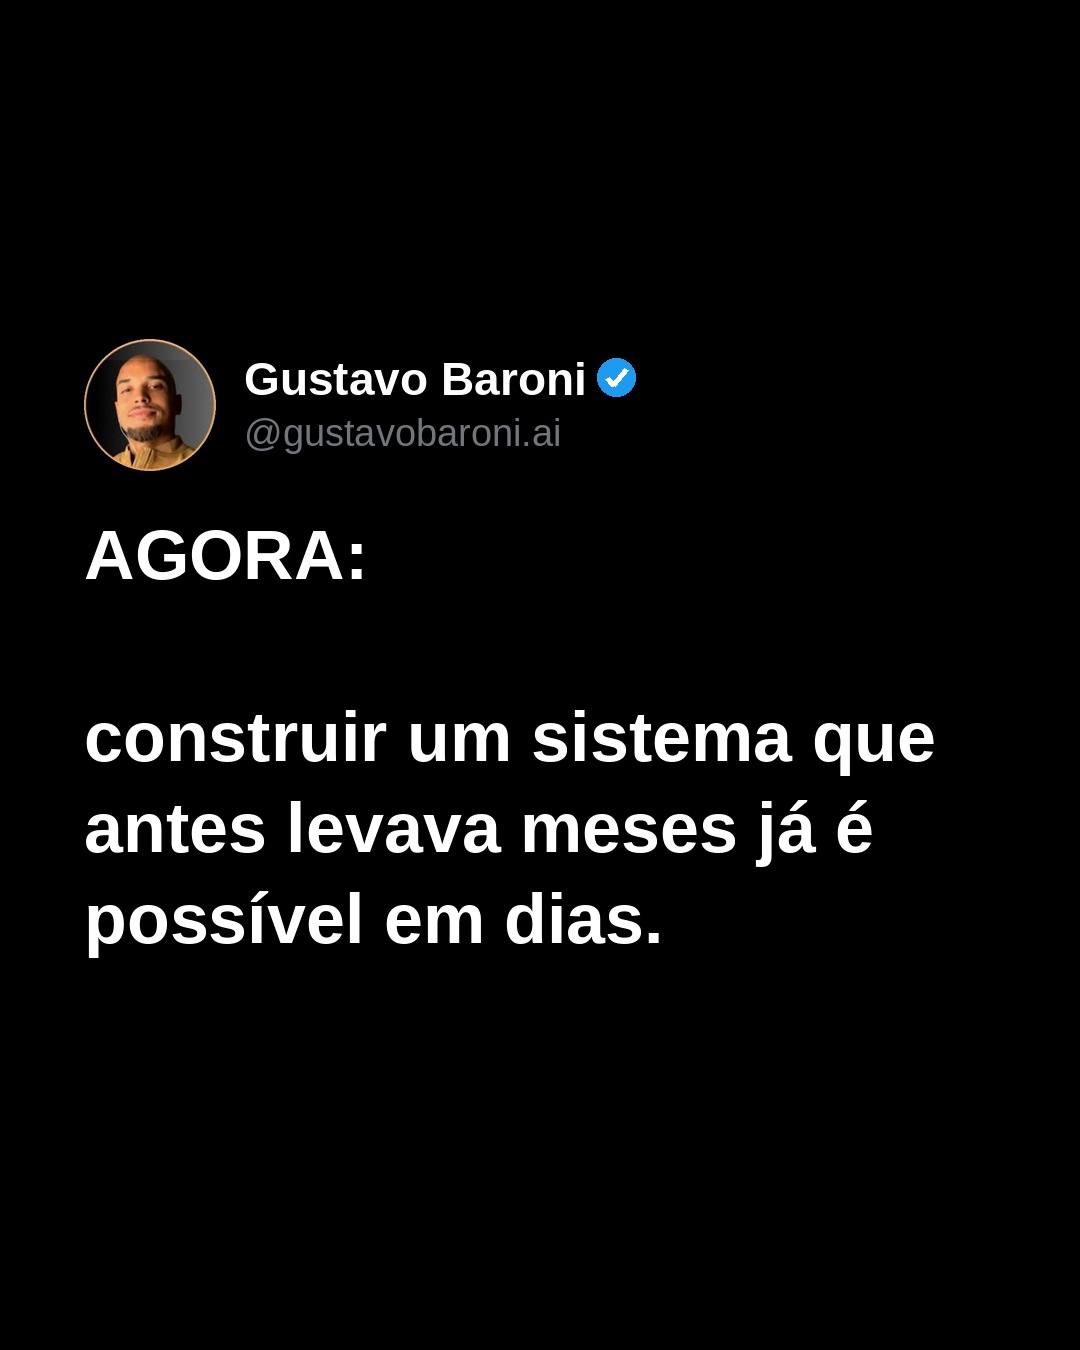 Gustavo Baroni
@gustavobaroni.ai
AGORA:
construir um sistema que
antes levava meses já é
possível em dias.